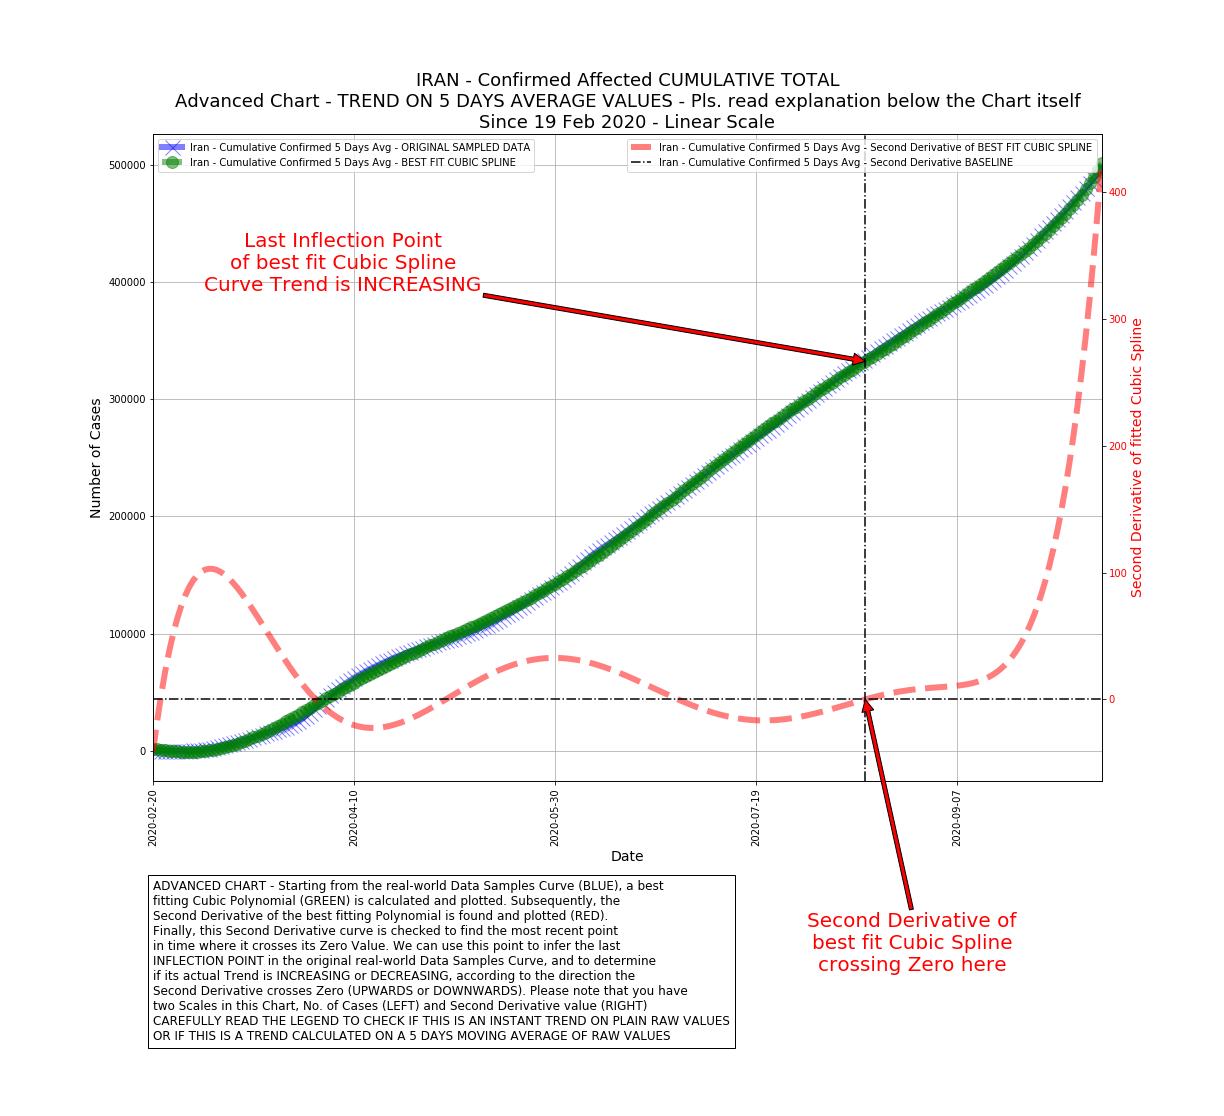 IRAN - Confirmed Affected CUMULATIVE TOTAL
Advanced Chart - TREND ON 5 DAYS AVERAGE VALUES - Pls. read explanation below the Chart itself
Since 19 Feb 2020 - Linear Scale
Iran - Cumulative Confirmed 5 Days Avg - ORIGINAL SAMPLED DATA
Iran - Cumulative Confirmed 5 Days Avg - BEST FIT CUBIC SPLINE
Iran - Cumulative Confirmed 5 Days Avg - Second Derivative of BEST FIT CUBIC SPLINE
Iran - Cumulative Confirmed 5 Days Avg - Second Derivative BASELINE
Last Inflection Point
of best fit Cubic Spline
Curve Trend is INCREASING
Number of Cases
500000
400000
300000
200000
100000
0
400
300
200
100
0
Second Derivative of fitted Cubic Spline
2020-02-20
2020-04-10
2020-05-30
2020-07-19
2020-09-07
Date
ADVANCED CHART - Starting from the real-world Data Samples Curve (BLUE), a best
fitting Cubic Polynomial (GREEN) is calculated and plotted. Subsequently, the
Second Derivative of the best fitting Polynomial is found and plotted (RED).
Finally, this Second Derivative curve is checked to find the most recent point
in time where it crosses its Zero Value. We can use this point to infer the last
INFLECTION POINT in the original real-world Data Samples Curve, and to determine
if its actual Trend is INCREASING or DECREASING, according to the direction the
Second Derivative crosses Zero (UPWARDS or DOWNWARDS). Please note that you have
two Scales in this Chart, No. of Cases (LEFT) and Second Derivative value (RIGHT)
CAREFULLY READ THE LEGEND TO CHECK IF THIS IS AN INSTANT TREND ON PLAIN RAW VALUES
OR IF THIS IS A TREND CALCULATED ON A 5 DAYS MOVING AVERAGE OF RAW VALUES
Second Derivative of
best fit Cubic Spline
crossing Zero here